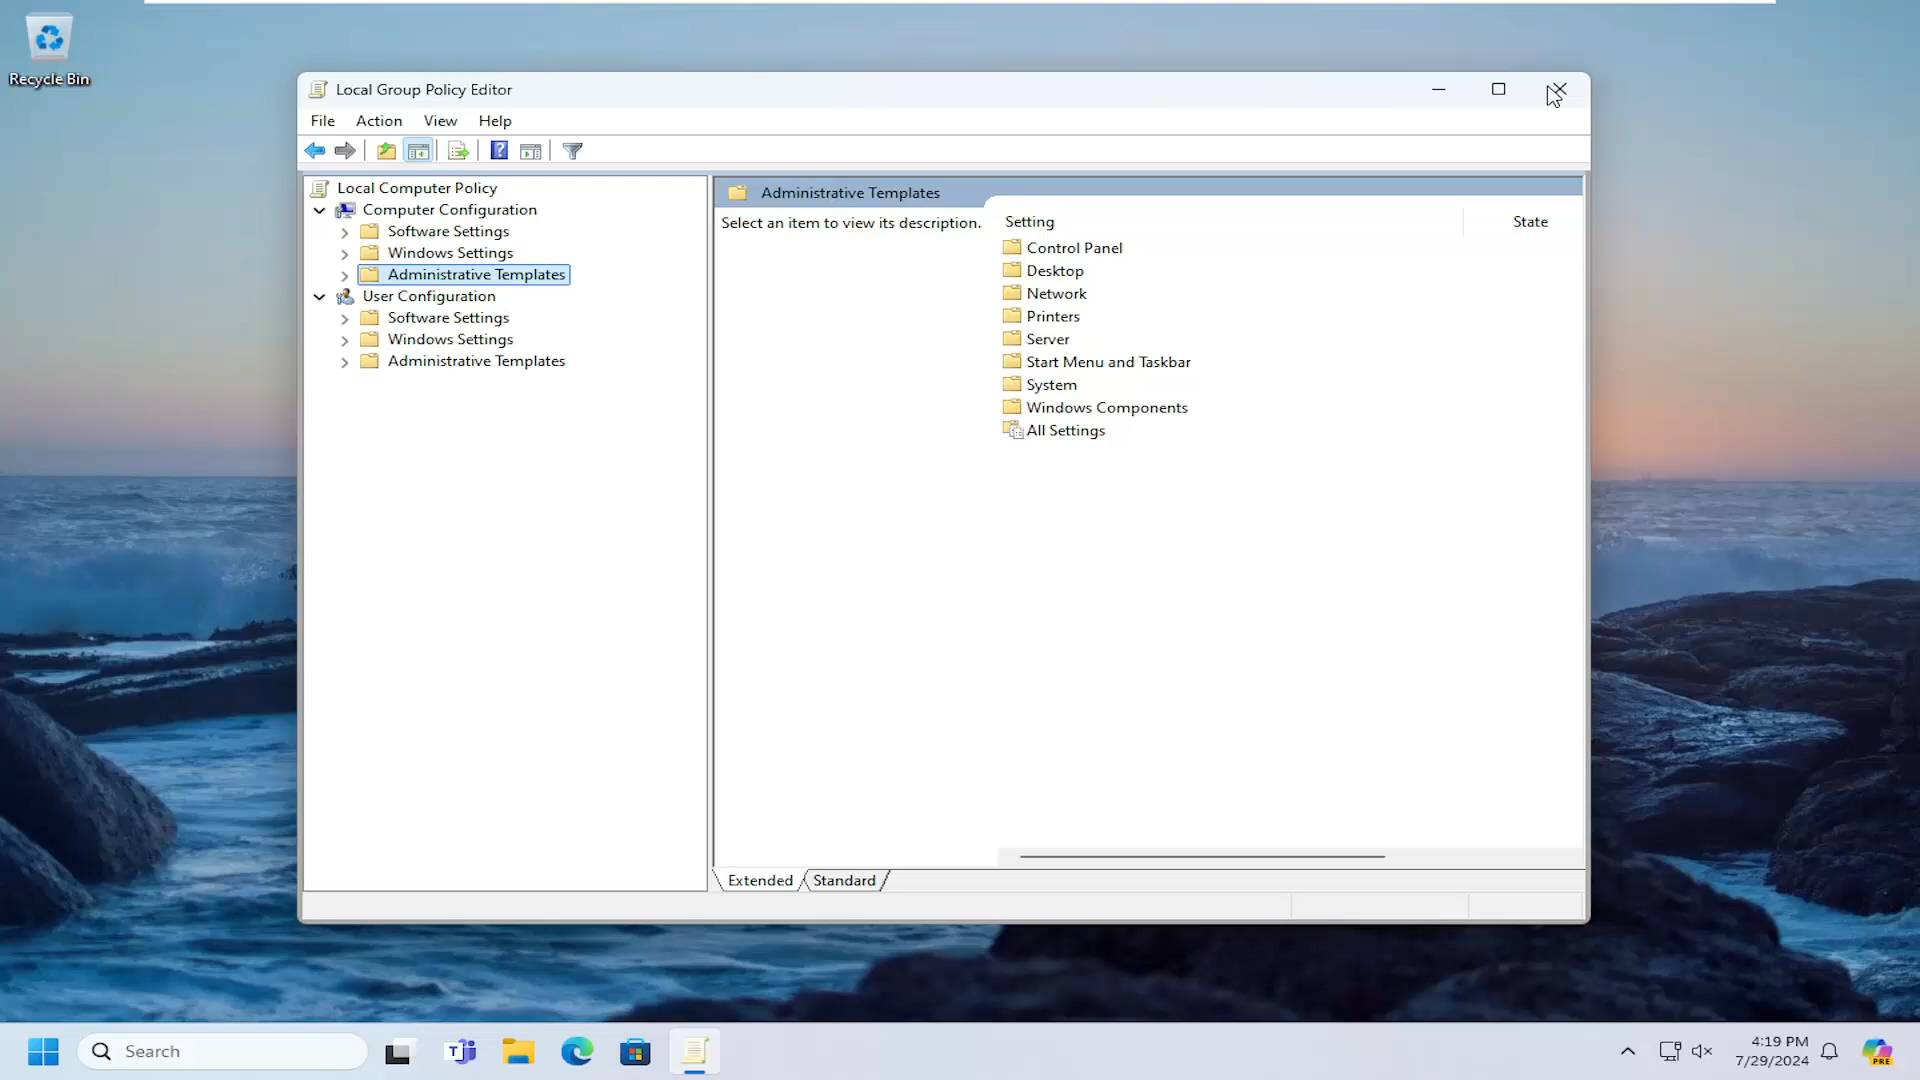 Recycle Bin
Local Group Policy Editor
File Action View Help
Local Computer Policy
Computer Configuration
Software Settings
Windows Settings
Administrative Templates
User Configuration
Software Settings
Windows Settings
Administrative Templates
Administrative Templates
Select an item to view its description.
Setting State
Control Panel
Desktop
Network
Printers
Server
Start Menu and Taskbar
System
Windows Components
All Settings
Extended Standard
Search
4:19 PM
7/29/2024
PRE